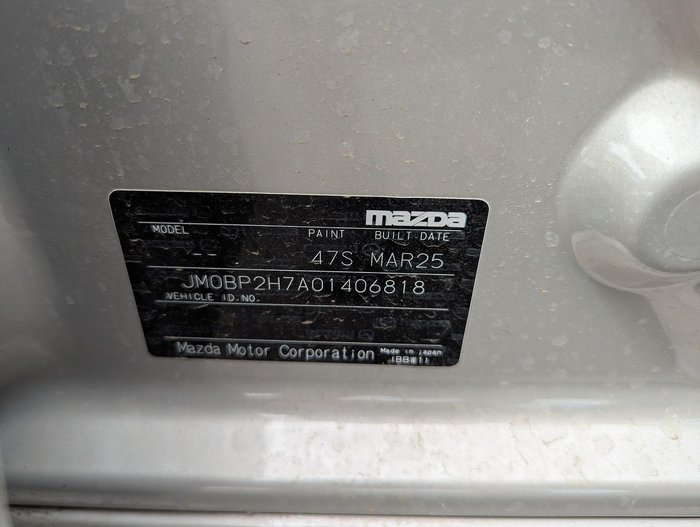 mazda
MODEL PAINT BUILT DATE
-- 47S MAR25
JM0BP2H7A01406818
VEHICLE ID.NO.
Mazda Motor Corporation Made in Japan
(BBW1)